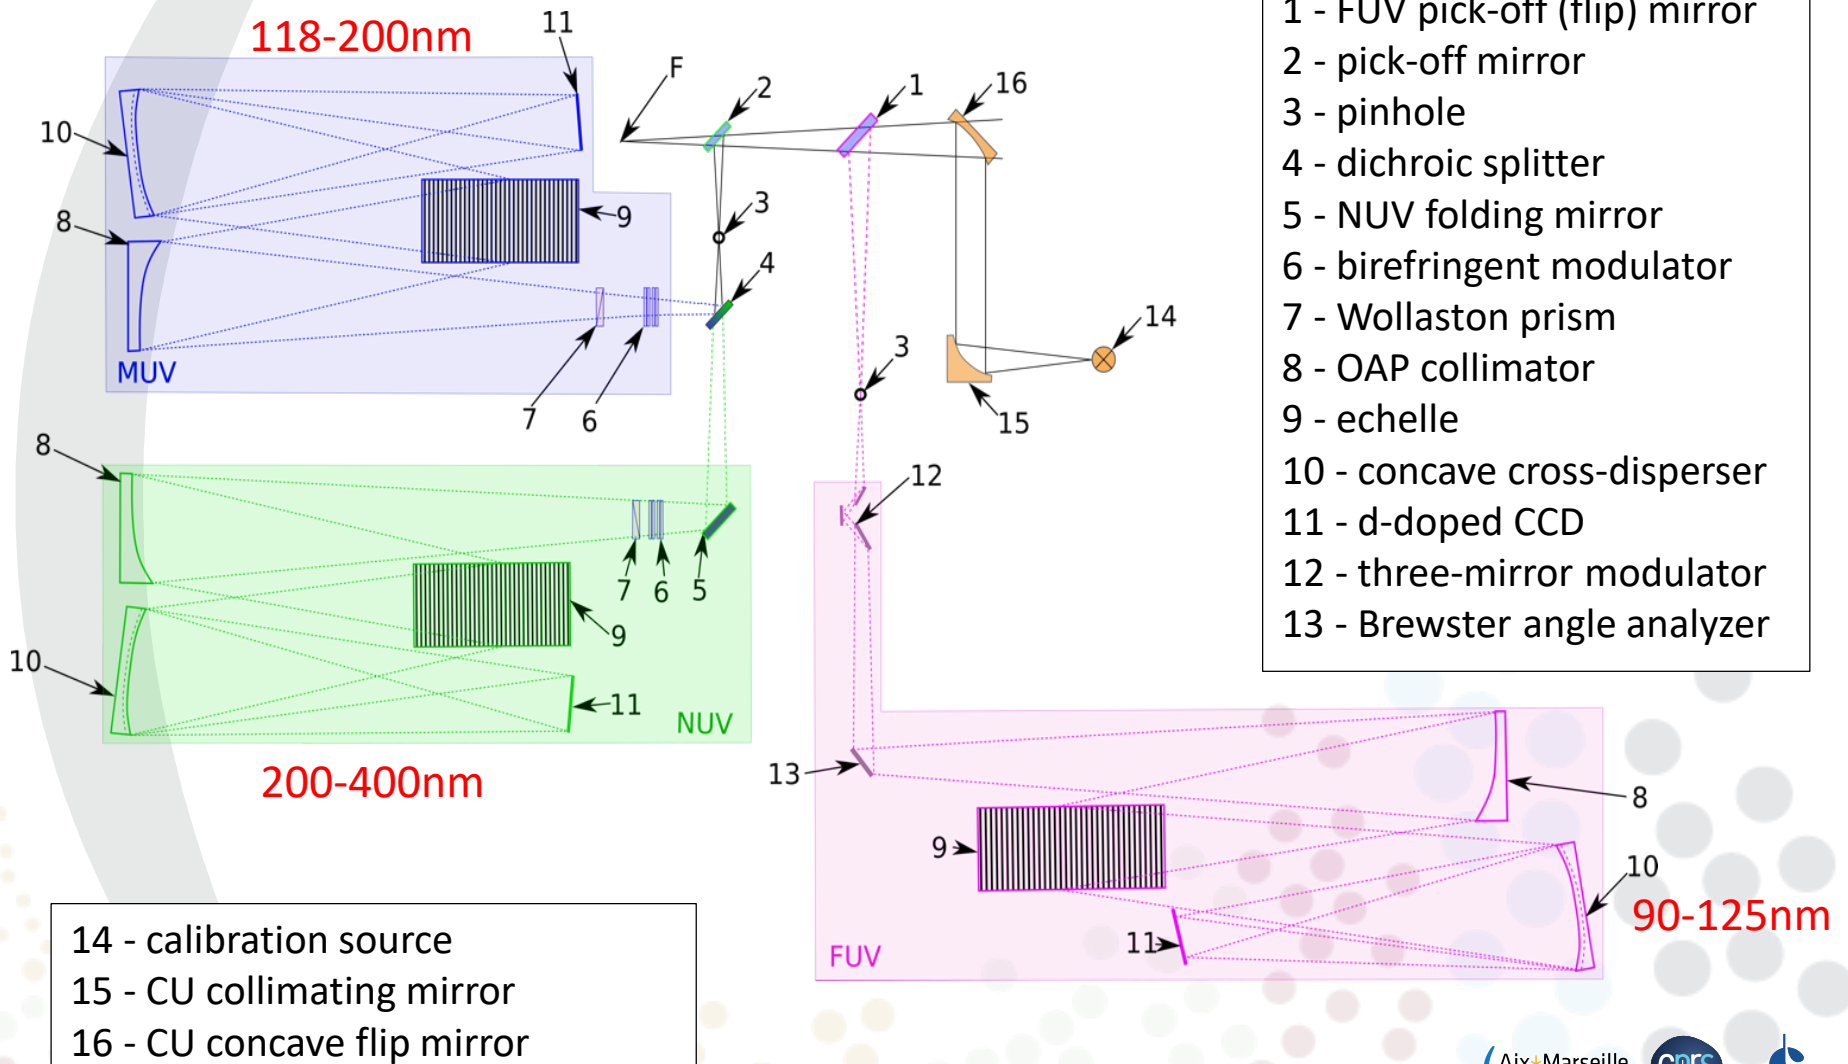 118-200nm
11
F
2
1
16
10
8
9
3
4
14
3
15
MUV
7
6
8
12
7
6
5
9
10
11
NUV
200-400nm
13
8
9
10
90-125nm
11
FUV
1 - FUV pick-off (flip) mirror
2 - pick-off mirror
3 - pinhole
4 - dichroic splitter
5 - NUV folding mirror
6 - birefringent modulator
7 - Wollaston prism
8 - OAP collimator
9 - echelle
10 - concave cross-disperser
11 - d-doped CCD
12 - three-mirror modulator
13 - Brewster angle analyzer
14 - calibration source
15 - CU collimating mirror
16 - CU concave flip mirror
Aix Marseille
cnrs